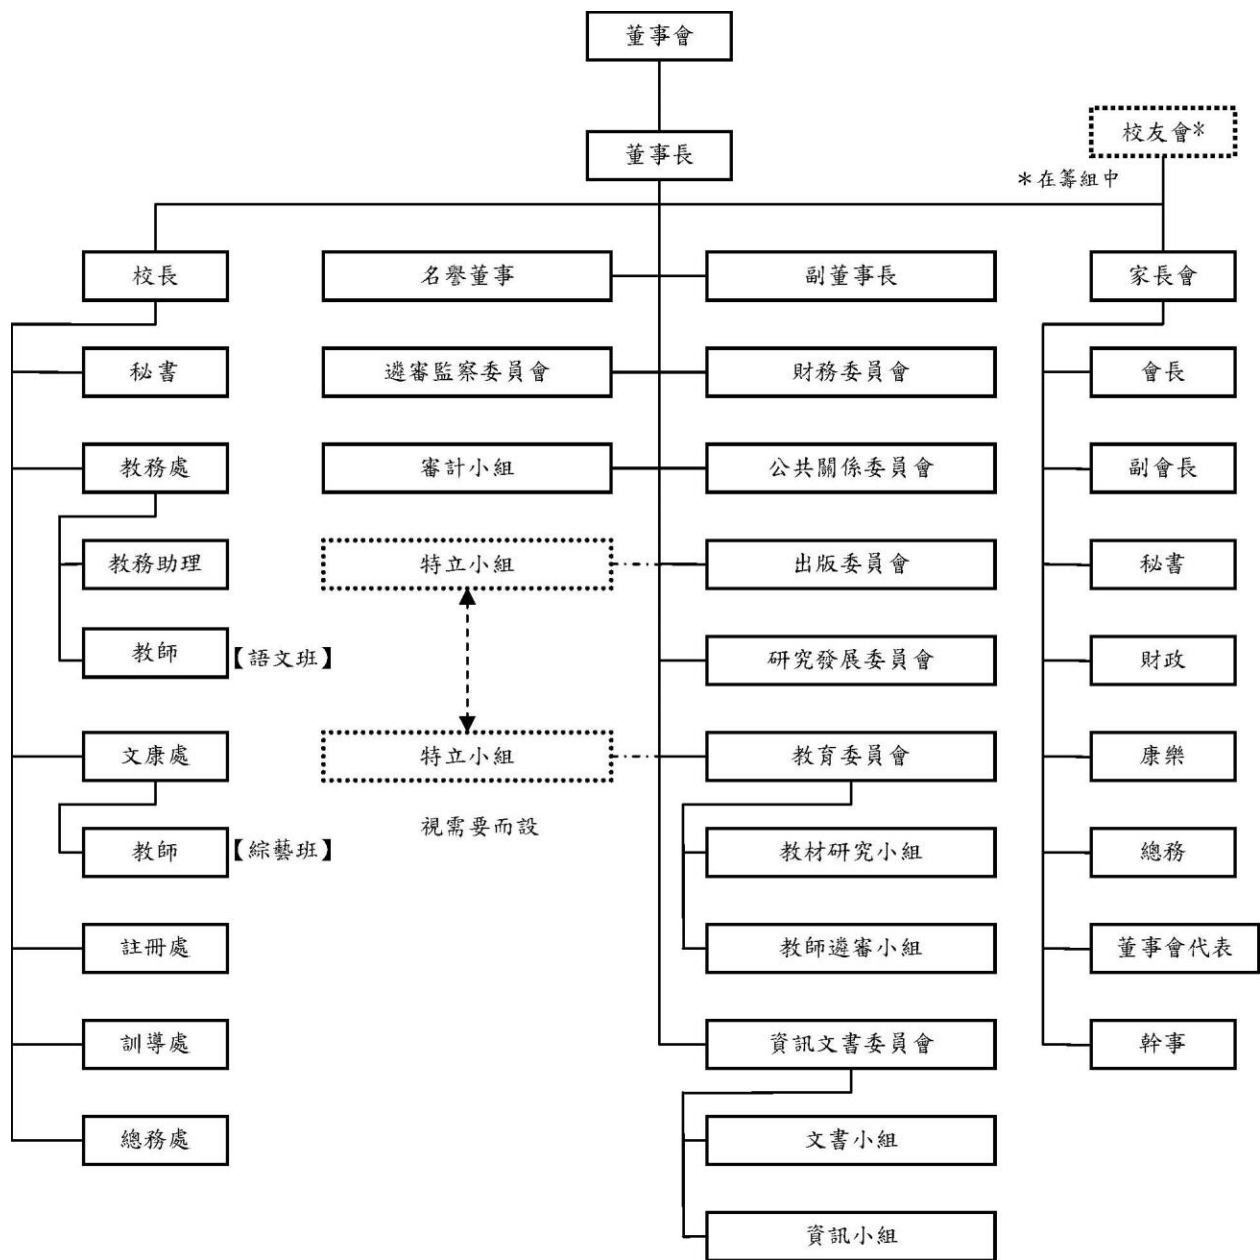 董事會
校友會*
董事長
*在籌組中
校長
名譽董事
副董事長
家長會
秘書
遴審監察委員會
財務委員會
會長
教務處
審計小組
公共關係委員會
副會長
教務助理
特立小組
出版委員會
秘書
教師
【語文班】
研究發展委員會
財政
文康處
特立小組
教育委員會
康樂
視需要而設
教師
【綜藝班】
教材研究小組
總務
註冊處
教師遴審小組
董事會代表
訓導處
資訊文書委員會
幹事
總務處
文書小組
資訊小組